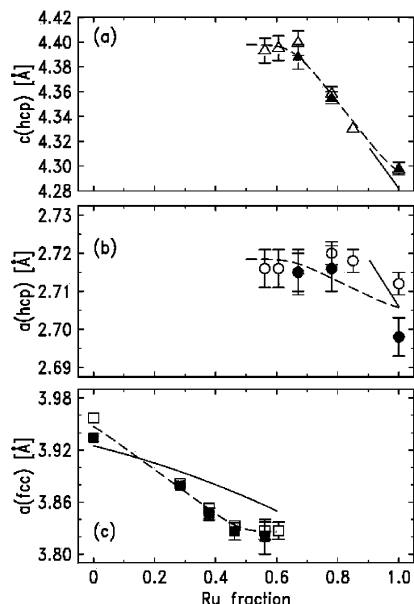 (a)
c(hcp) [Å]
4.42
4.40
4.38
4.36
4.34
4.32
4.30
4.28
(b)
a(hcp) [Å]
2.73
2.72
2.71
2.70
2.69
(c)
a(fcc) [Å]
3.98
3.92
3.86
3.80
0 0.2 0.4 0.6 0.8 1.0
Ru fraction